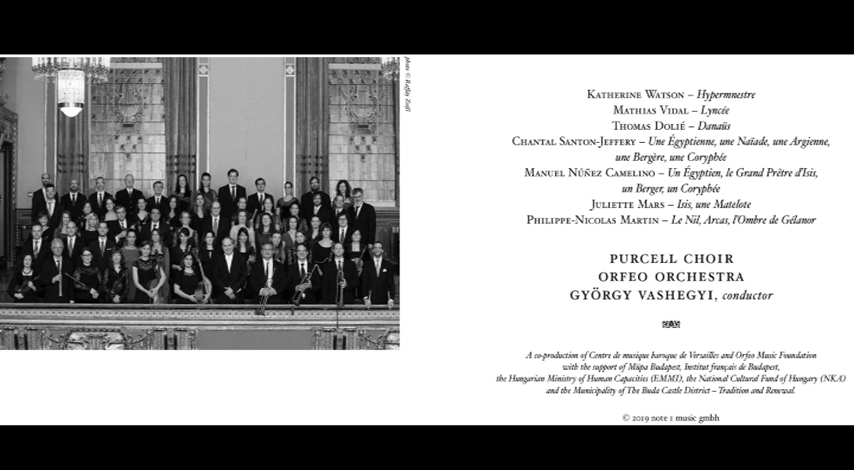 photo © Raffay Zsófi
KATHERINE WATSON – Hypermnestre
MATHIAS VIDAL – Lyncée
THOMAS DOLIÉ – Danaüs
CHANTAL SANTON-JEFFERY – Une Égyptienne, une Naïade, une Argienne,
une Bergère, une Coryphée
MANUEL NÚÑEZ CAMELINO – Un Égyptien, le Grand Prêtre d'Isis,
un Berger, un Coryphée
JULIETTE MARS – Isis, une Matelote
PHILIPPE-NICOLAS MARTIN – Le Nil, Arcas, l'Ombre de Gélanor
PURCELL CHOIR
ORFEO ORCHESTRA
GYÖRGY VASHEGYI, conductor
A co-production of Centre de musique baroque de Versailles and Orfeo Music Foundation
with the support of Müpa Budapest, Institut français de Budapest,
the Hungarian Ministry of Human Capacities (EMMI), the National Cultural Fund of Hungary (NKA)
and the Municipality of The Buda Castle District – Tradition and Renewal.
© 2019 note 1 music gmbh